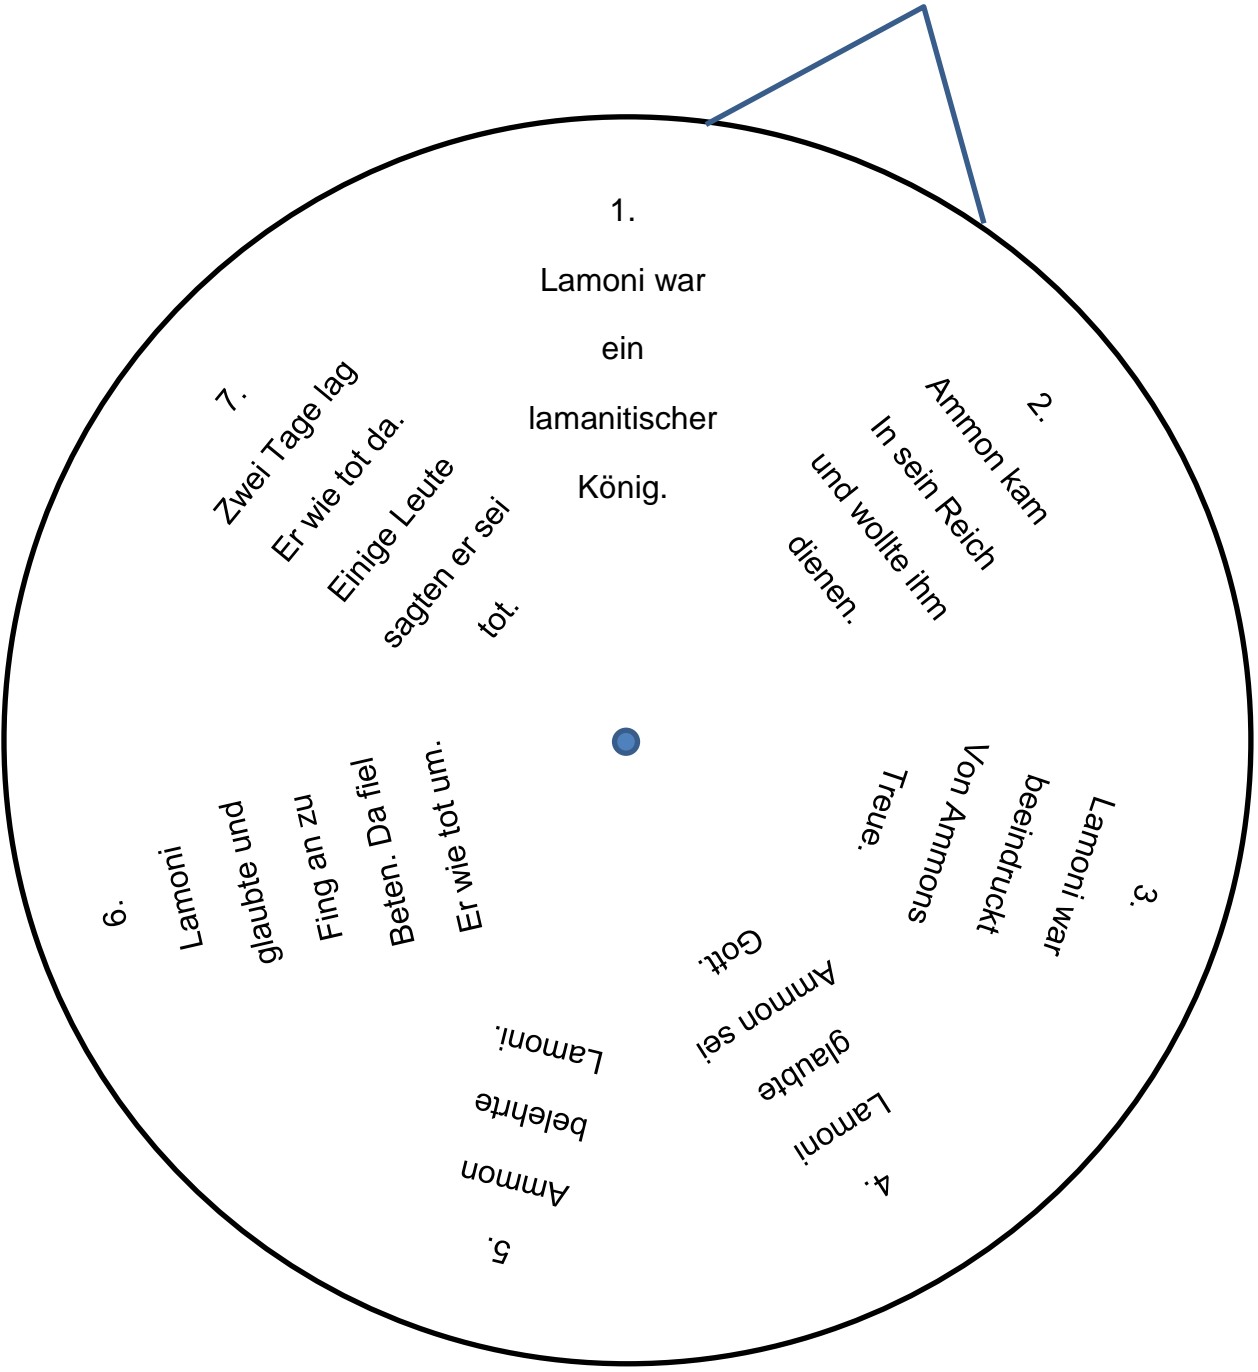 1.
Lamoni war
ein
lamanitischer
König.
2.
Ammon kam
In sein Reich
und wollte ihm
dienen.
3.
Lamoni war
beeindruckt
Von Ammons
Treue.
4.
Lamoni
glaubte
Ammon sei
Gott.
5.
Ammon
belehrte
Lamoni.
6.
Lamoni
glaubte und
Fing an zu
Beten. Da fiel
Er wie tot um.
7.
Zwei Tage lag
Er wie tot da.
Einige Leute
sagten er sei
tot.